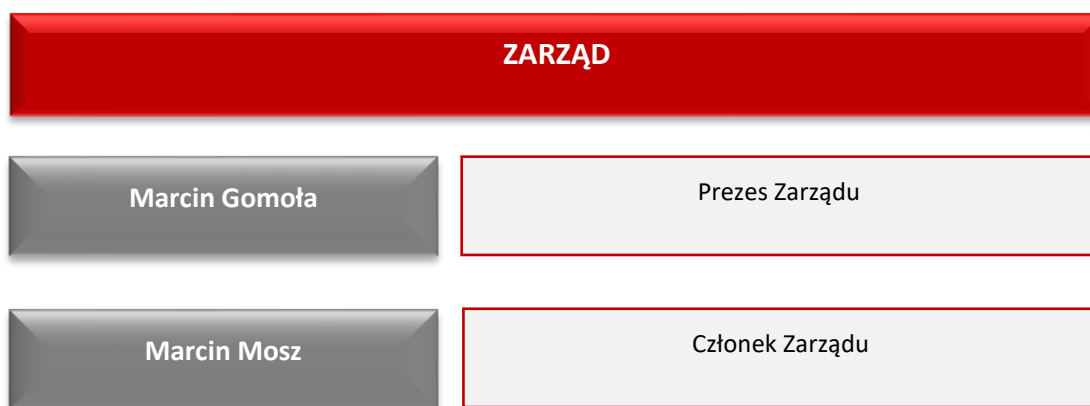 ZARZĄD
Marcin Gomoła
Prezes Zarządu
Marcin Mosz
Członek Zarządu